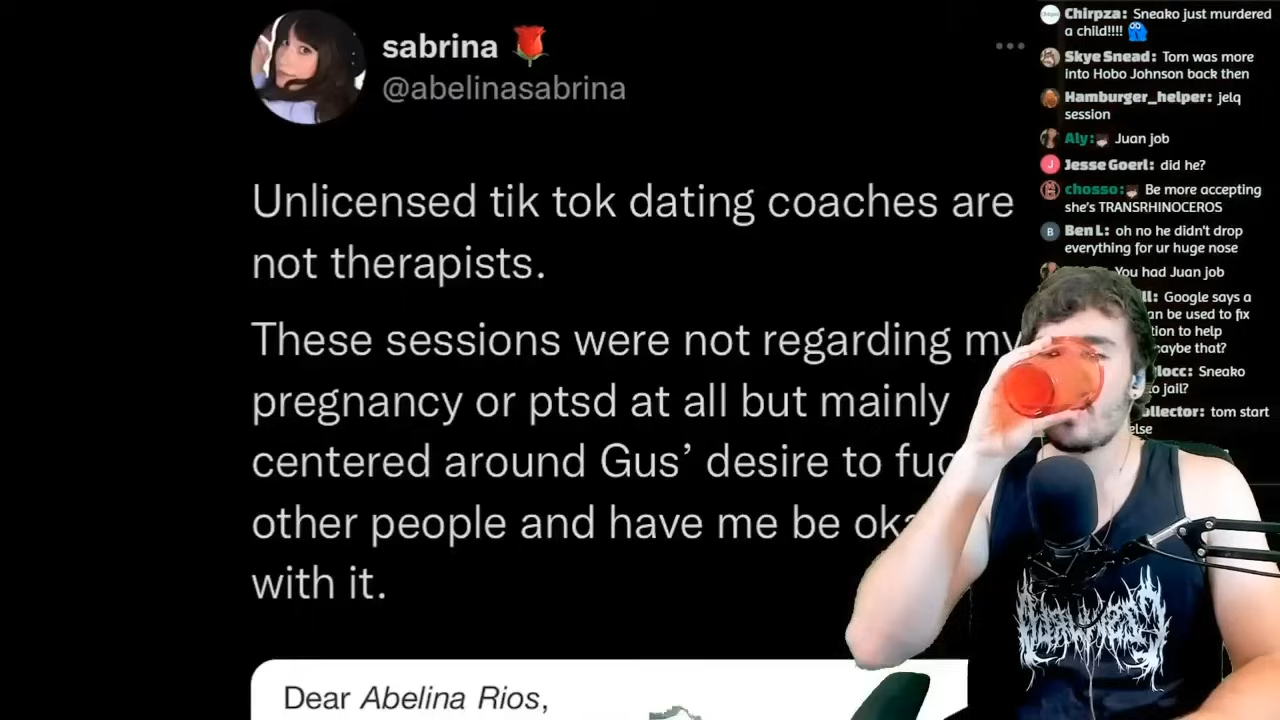 sabrina 🌹
@abelinasabrina
Unlicensed tik tok dating coaches are
not therapists.
These sessions were not regarding my
pregnancy or ptsd at all but mainly
centered around Gus' desire to
other people and have me be
with it.
Dear Abelina Rios,
Chirpza: Sneako just murdered
a child!!!!
Skye Snead: Tom was more
into Hobo Johnson back then
Hamburger_helper: jelq
session
Aly: Juan job
Jesse Goerl: did he?
chosso: Be more accepting
she's TRANSRHINOCEROS
Ben L: oh no he didn't drop
everything for ur huge nose
You had Juan job
Google says a
be used to fix
to help
maybe that?
Sneako
jail?
tom start
else